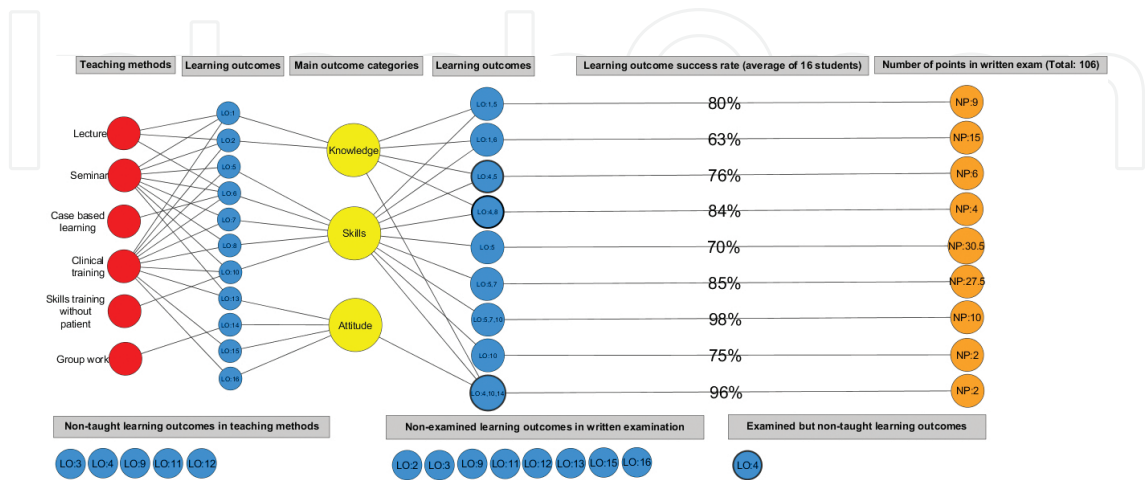 Teaching methods
Learning outcomes
Main outcome categories
Learning outcomes
Learning outcome success rate (average of 16 students)
Number of points in written exam (Total: 106)
Lecture
Seminar
Case based
learning
Clinical
training
Skills training
without
patient
Group work
LO:1
LO:2
LO:5
LO:6
LO:7
LO:8
LO:10
LO:13
LO:14
LO:15
LO:16
Knowledge
Skills
Attitude
LO:1,5
LO:1,6
LO:4,5
LO:4,8
LO:5
LO:5,7
LO:5,7,10
LO:10
LO:4,10,14
80%
63%
76%
84%
70%
85%
98%
75%
96%
NP:9
NP:15
NP:6
NP:4
NP:30.5
NP:27.5
NP:10
NP:2
NP:2
Non-taught learning outcomes in teaching methods
LO:3 LO:4 LO:9 LO:11 LO:12
Non-examined learning outcomes in written examination
LO:2 LO:3 LO:9 LO:11 LO:12 LO:13 LO:15 LO:16
Examined but non-taught learning outcomes
LO:4